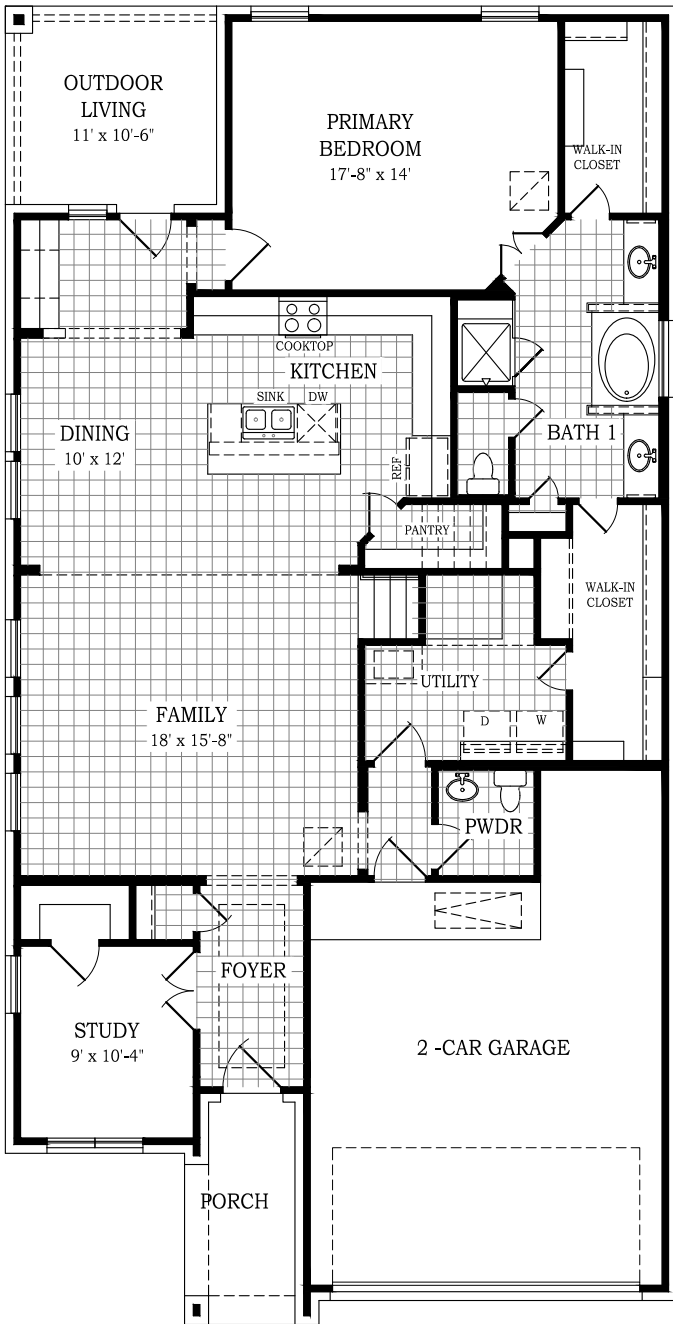 OUTDOOR
LIVING
11' x 10'-6"
PRIMARY
BEDROOM
17'-8" x 14'
WALK-IN
CLOSET
COOKTOP
KITCHEN
SINK
DW
DINING
10' x 12'
REF
BATH 1
PANTRY
WALK-IN
CLOSET
UTILITY
D
W
FAMILY
18' x 15'-8"
PWDR
FOYER
STUDY
9' x 10'-4"
2 -CAR GARAGE
PORCH